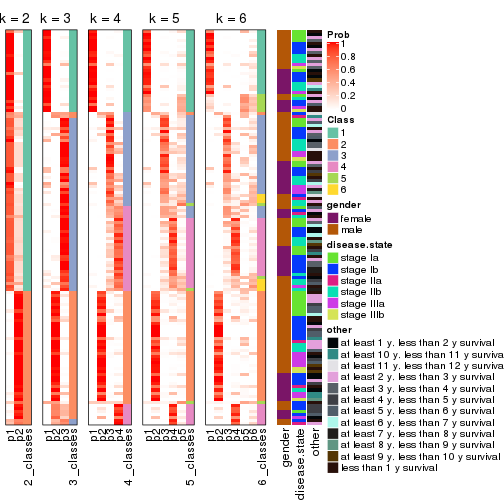 k = 2 k = 3 k = 4 k = 5 k = 6
Prob
1
0.8
0.6
0.4
0.2
0
Class
1
2
3
4
5
6
gender
female
male
disease.state
stage Ia
stage Ib
stage IIa
stage IIb
stage IIIa
stage IIIb
other
at least 1 y. less than 2 y survival
at least 10 y. less than 11 y survival
at least 11 y. less than 12 y survival
at least 2 y. less than 3 y survival
at least 3 y. less than 4 y survival
at least 4 y. less than 5 y survival
at least 5 y. less than 6 y survival
at least 6 y. less than 7 y survival
at least 7 y. less than 8 y survival
at least 8 y. less than 9 y survival
at least 9 y. less than 10 y survival
less than 1 y survival
p1 p2 2_classes p1 p2 p3 3_classes p1 p2 p3 p4 4_classes p1 p2 p3 p4 p5 5_classes p1 p2 p3 p4 p5 6_classes gender disease.state other